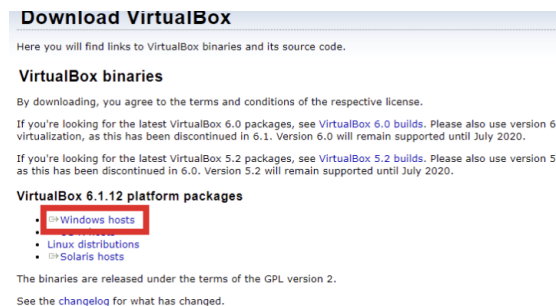 Download VirtualBox
Here you will find links to VirtualBox binaries and its source code.
VirtualBox binaries
By downloading, you agree to the terms and conditions of the respective license.
If you're looking for the latest VirtualBox 6.0 packages, see VirtualBox 6.0 builds. Please also use version 6
virtualization, as this has been discontinued in 6.1. Version 6.0 will remain supported until July 2020.
If you're looking for the latest VirtualBox 5.2 packages, see VirtualBox 5.2 builds. Please also use version 5
as this has been discontinued in 6.0. Version 5.2 will remain supported until July 2020.
VirtualBox 6.1.12 platform packages
Windows hosts
hosts
Linux distributions
Solaris hosts
The binaries are released under the terms of the GPL version 2.
See the changelog for what has changed.